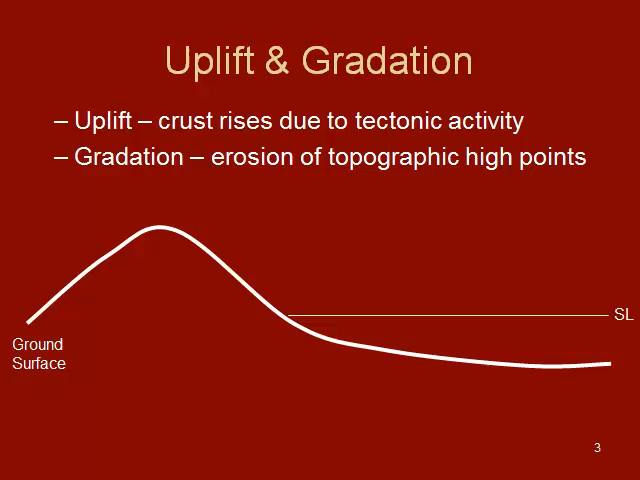 Uplift & Gradation
– Uplift – crust rises due to tectonic activity
– Gradation – erosion of topographic high points
SL
Ground
Surface
3